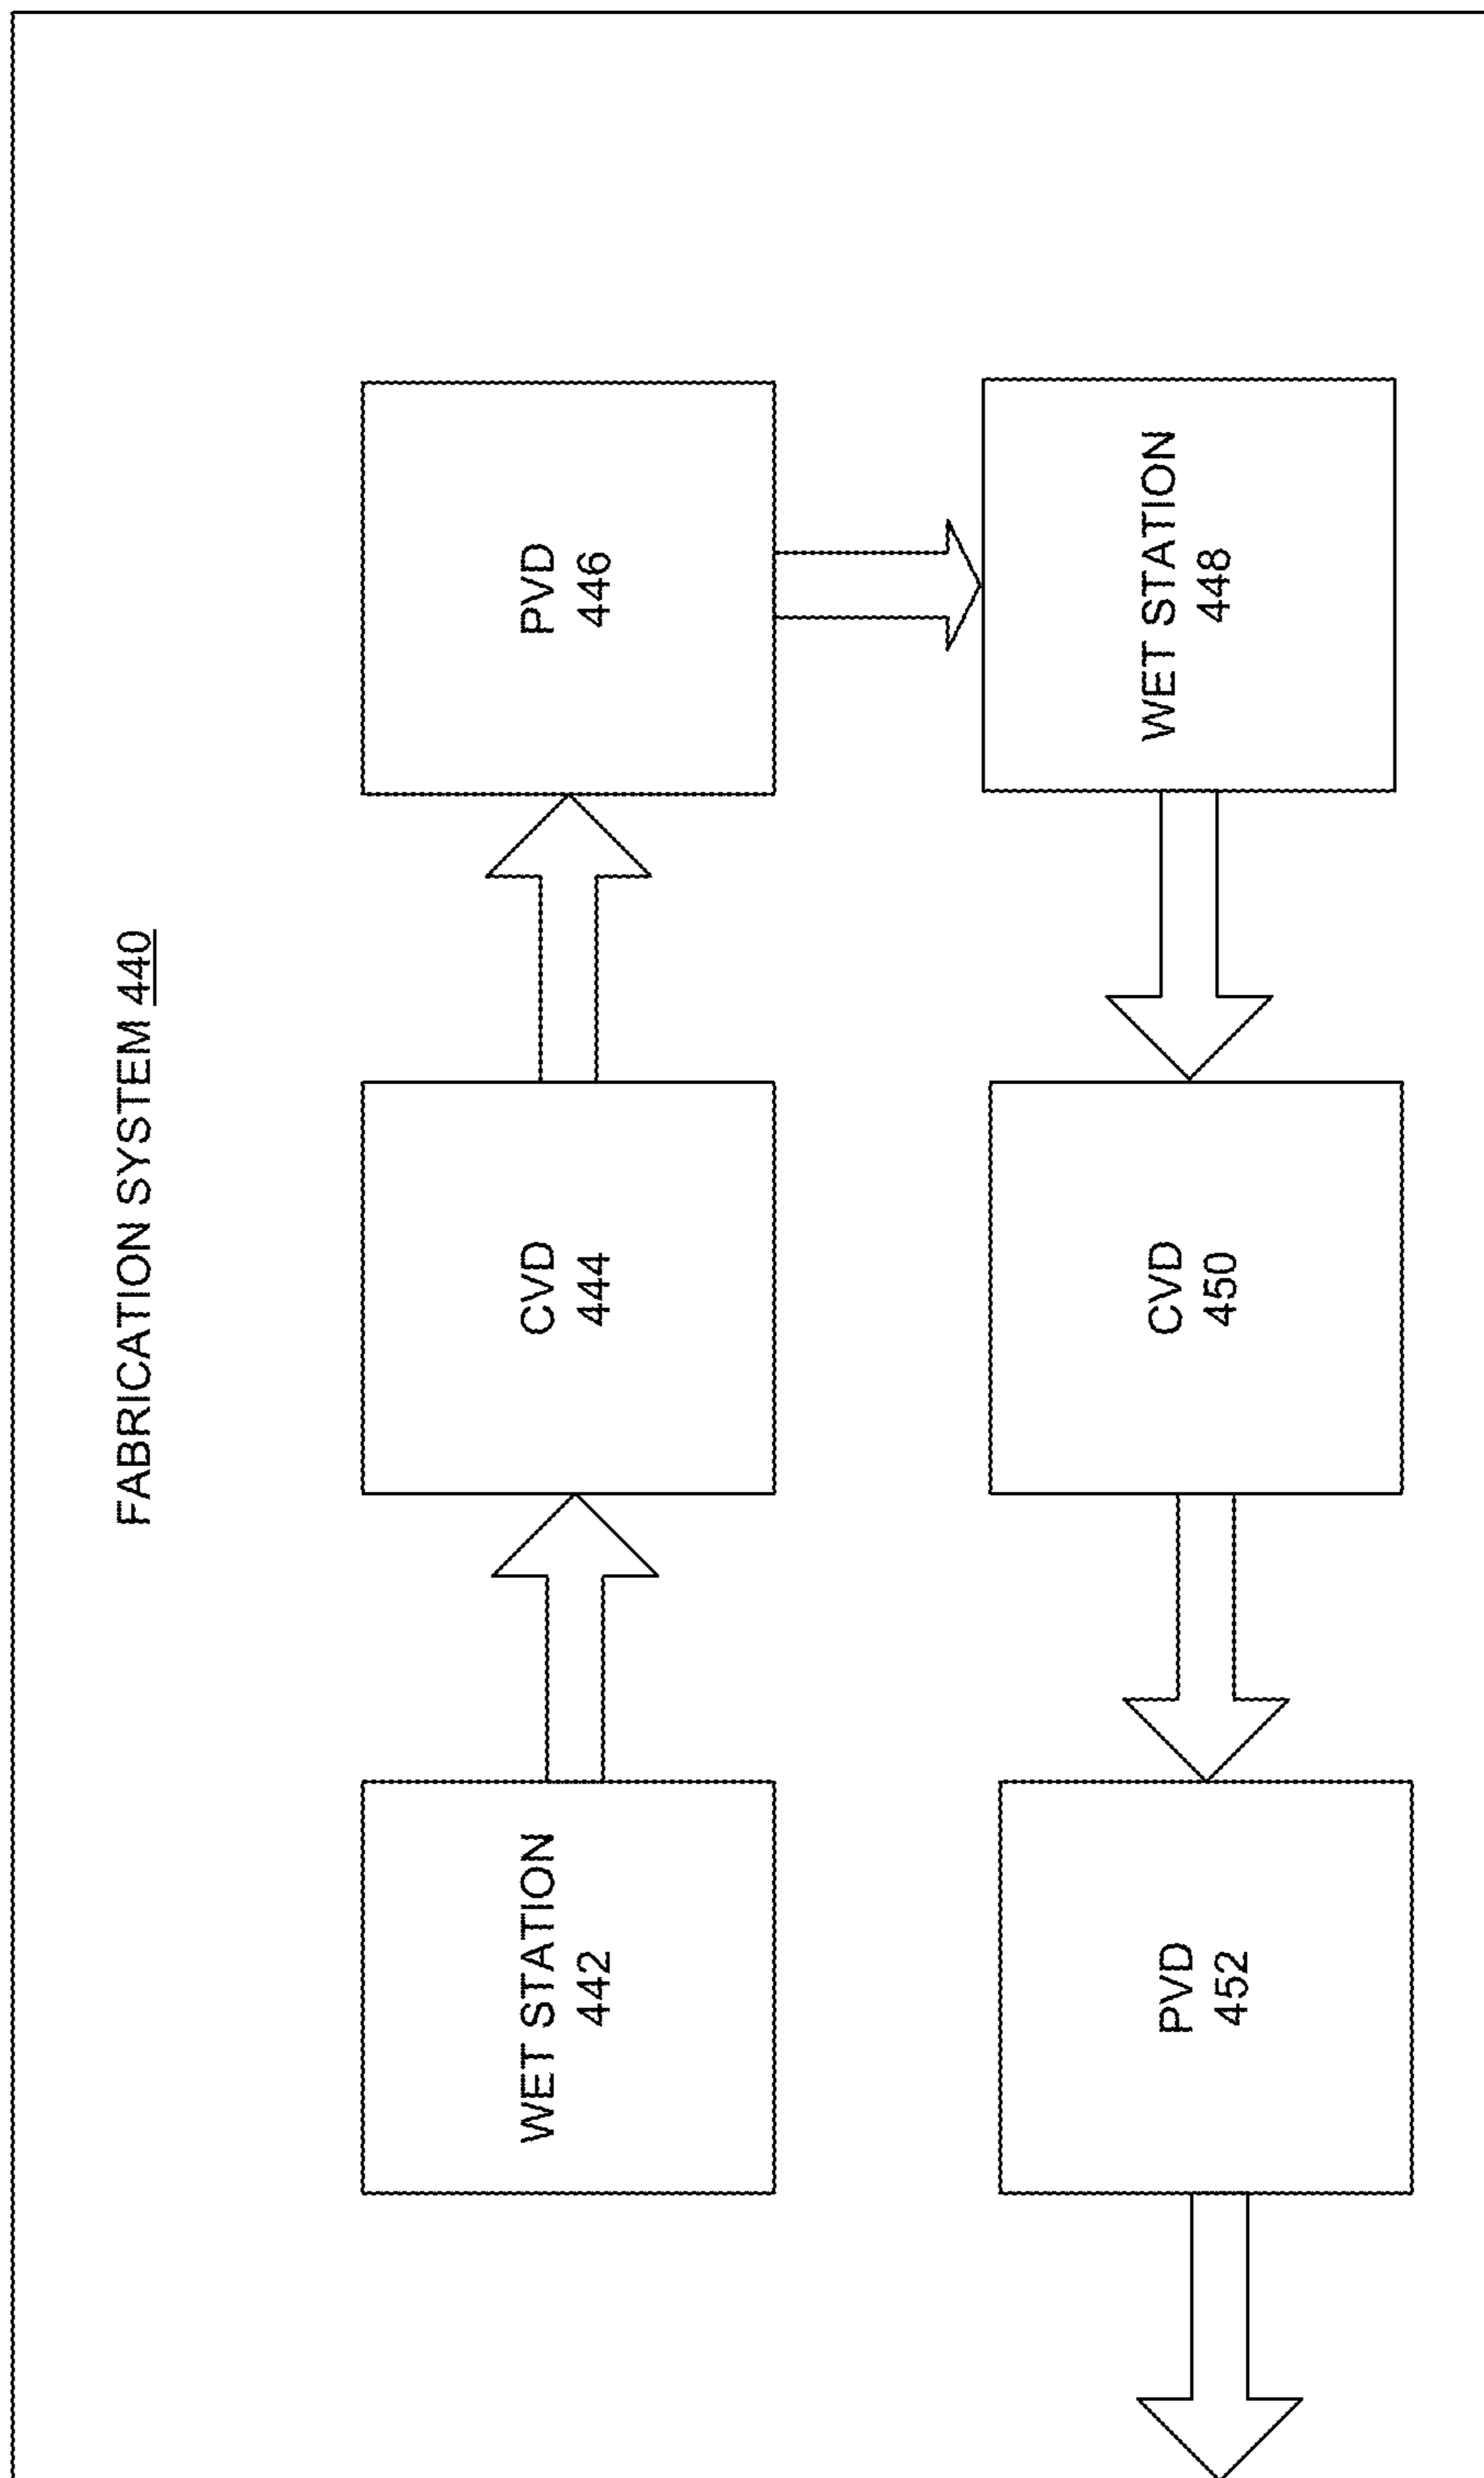 FABRICATION SYSTEM 440
WET STATION
442
CVD
444
PVD
446
WET STATION
448
CVD
450
PVD
452